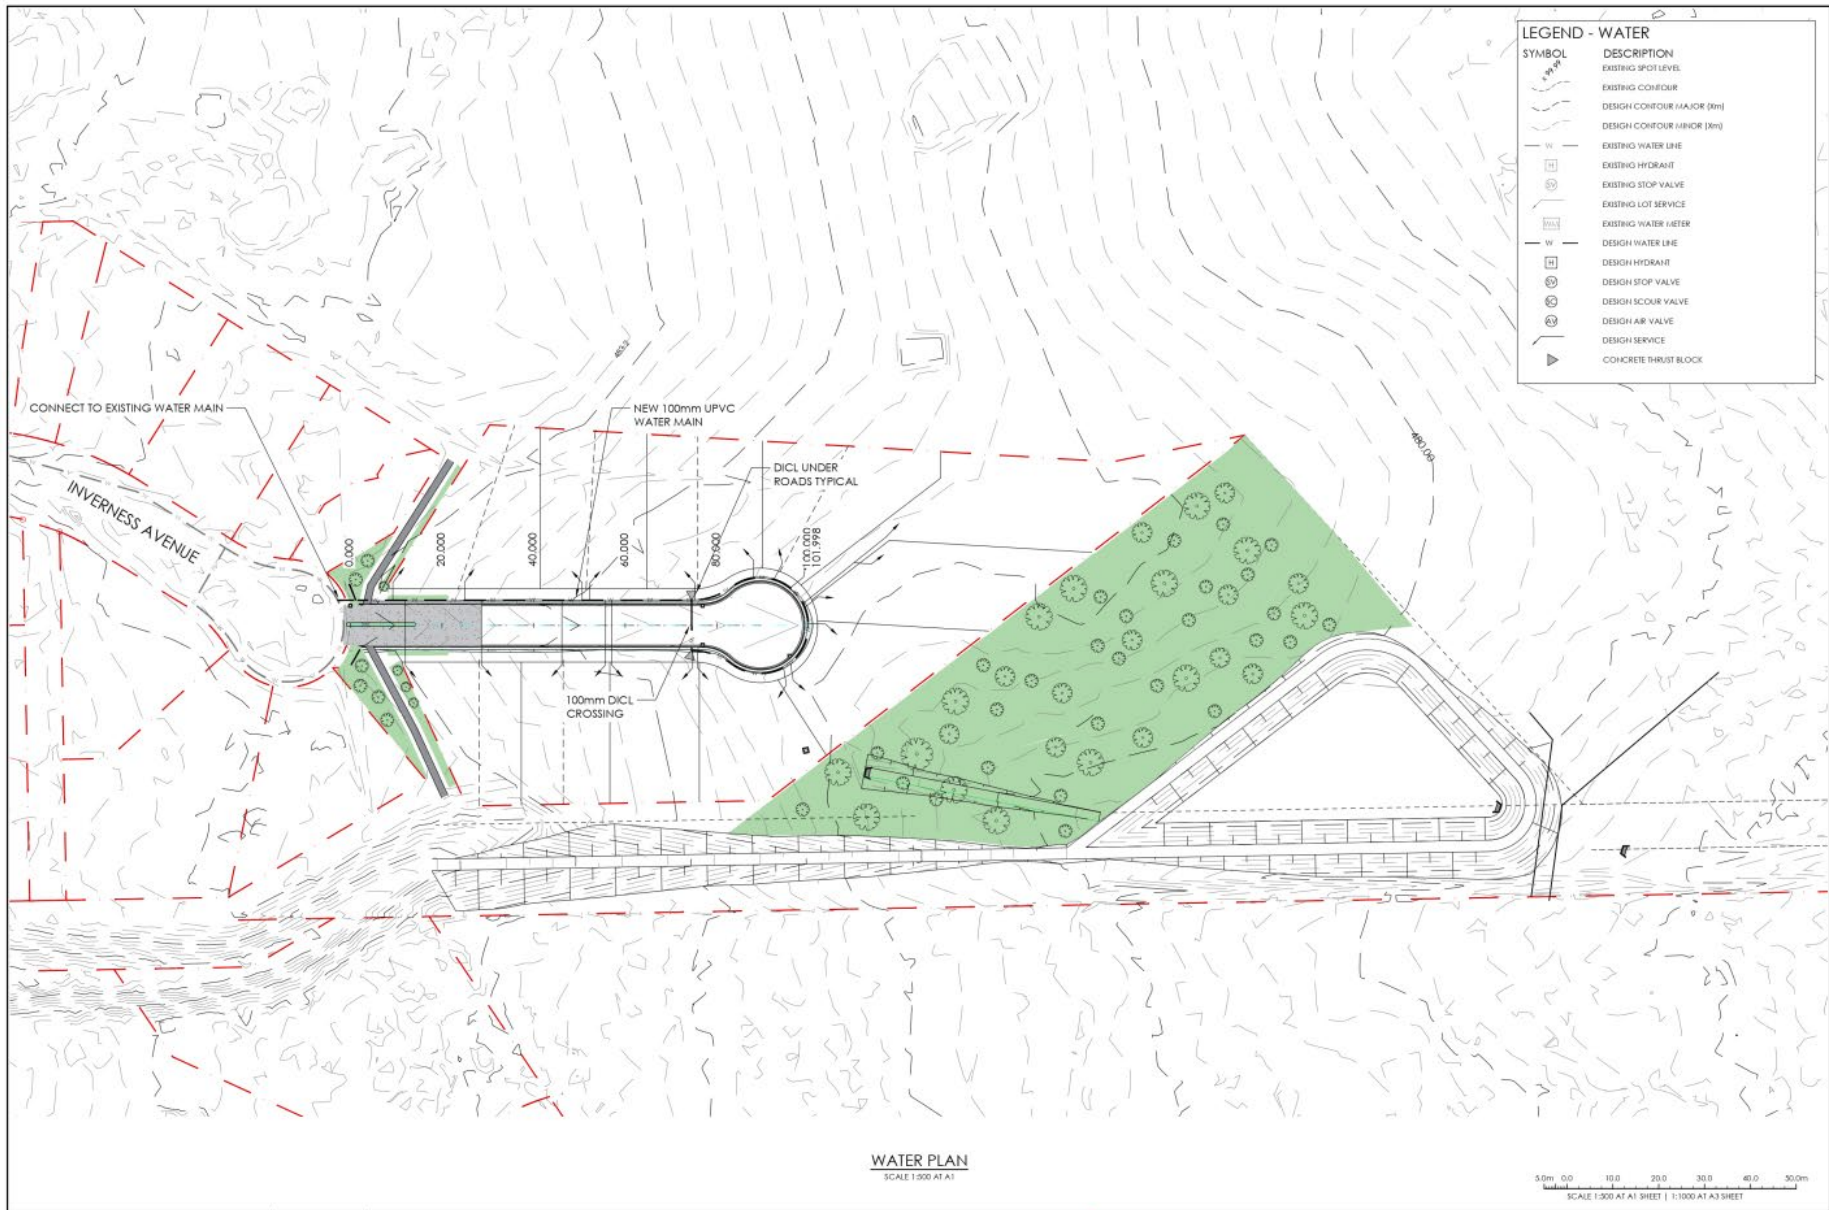 LEGEND - WATER
SYMBOL DESCRIPTION
x 99.99 EXISTING SPOT LEVEL
EXISTING CONTOUR
DESIGN CONTOUR MAJOR (Xm)
DESIGN CONTOUR MINOR (Xm)
W EXISTING WATER LINE
H EXISTING HYDRANT
SV EXISTING STOP VALVE
EXISTING LOT SERVICE
EXISTING WATER METER
W DESIGN WATER LINE
H DESIGN HYDRANT
SV DESIGN STOP VALVE
SC DESIGN SCOUR VALVE
AV DESIGN AIR VALVE
DESIGN SERVICE
CONCRETE THRUST BLOCK
CONNECT TO EXISTING WATER MAIN
NEW 100mm UPVC
WATER MAIN
DICL UNDER
ROADS TYPICAL
480.00
INVERNESS AVENUE
0.000
20.000
40.000
60.000
80.000
100.000
101.998
100mm DICL
CROSSING
WATER PLAN
SCALE 1:500 AT A1
5.0m 0.0 10.0 20.0 30.0 40.0 50.0m
SCALE 1:500 AT A1 SHEET | 1:1000 AT A3 SHEET